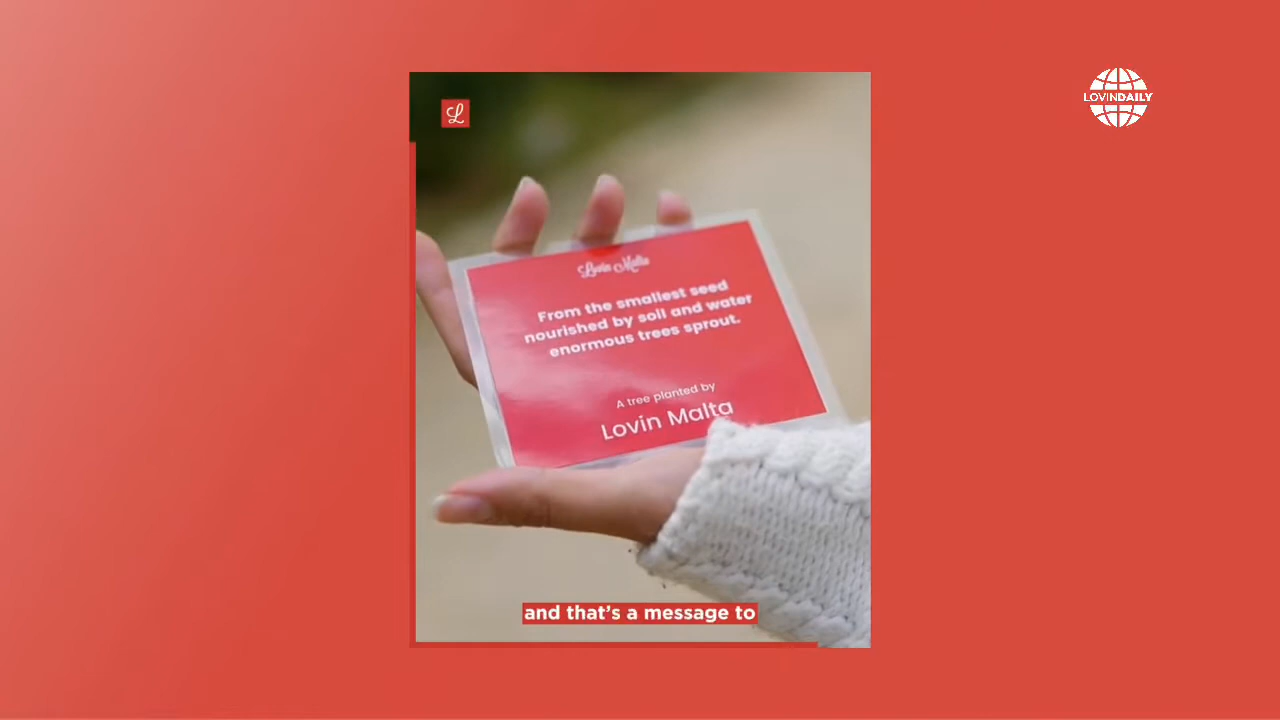 LOVINDAILY
L
Lovin Malta
From the smallest seed
nourished by soil and water
enormous trees sprout.
A tree planted by
Lovin Malta
and that's a message to